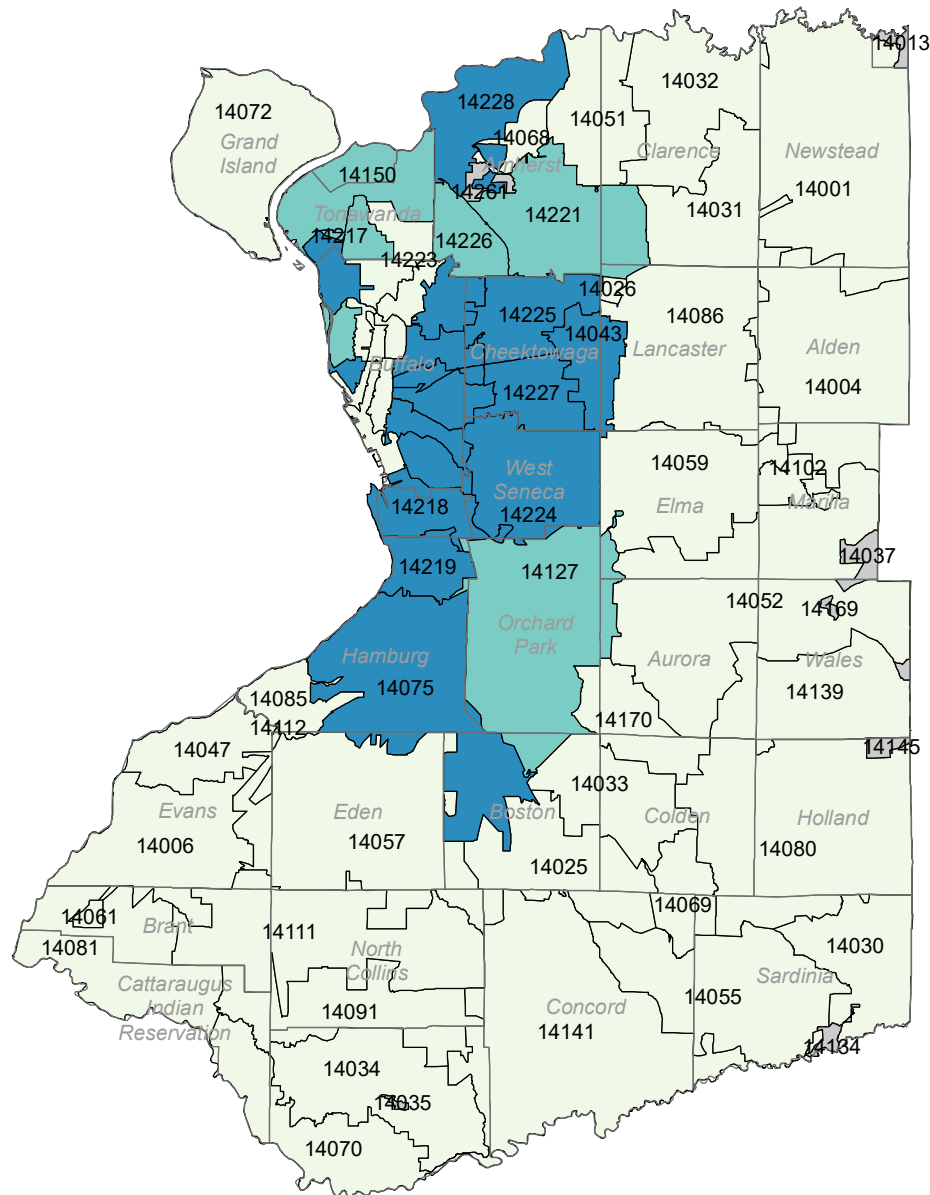 14013
14032
14228
14072
14051
14068
Grand
Island
Clarence
Newstead
Amherst
14150
14261
14001
14031
Tonawanda
14221
14217
14226
14223
14026
14225
14086
14043
Buffalo
Cheektowaga
Lancaster
Alden
14227
14004
14059
14102
West
Seneca
Elma
Marilla
14218
14224
14037
14219
14127
14052
14169
Orchard
Park
Hamburg
Aurora
Wales
14075
14085
14139
14112
14170
14047
14145
14033
Evans
Eden
Boston
Colden
Holland
14006
14057
14025
14080
14061
14069
Brant
14111
14081
North
Collins
14030
Cattaraugus
Indian
Reservation
Sardinia
14055
14091
Concord
14141
14134
14034
14035
14070